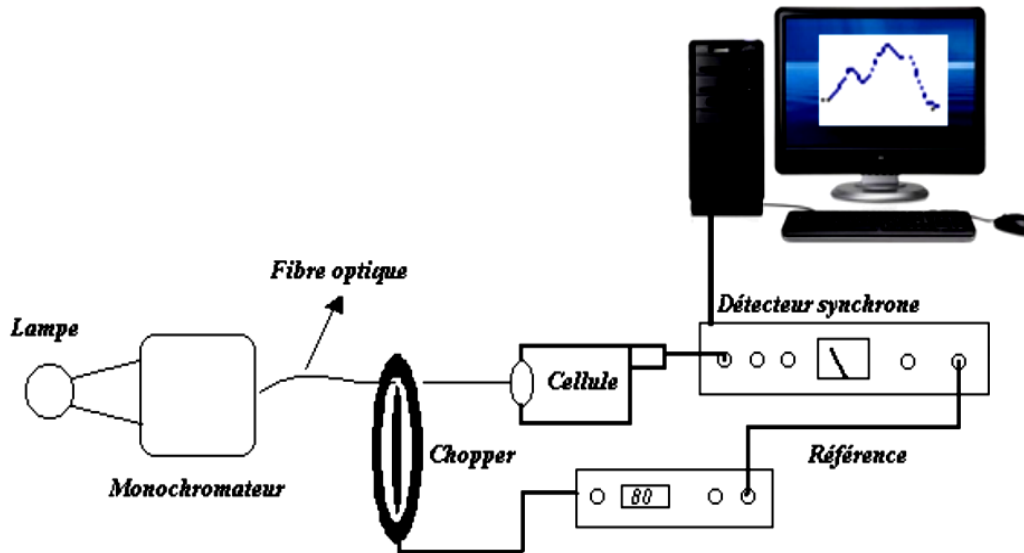 Fibre optique
Lampe
Détecteur synchrone
Cellule
Chopper
Référence
Monochromateur
80